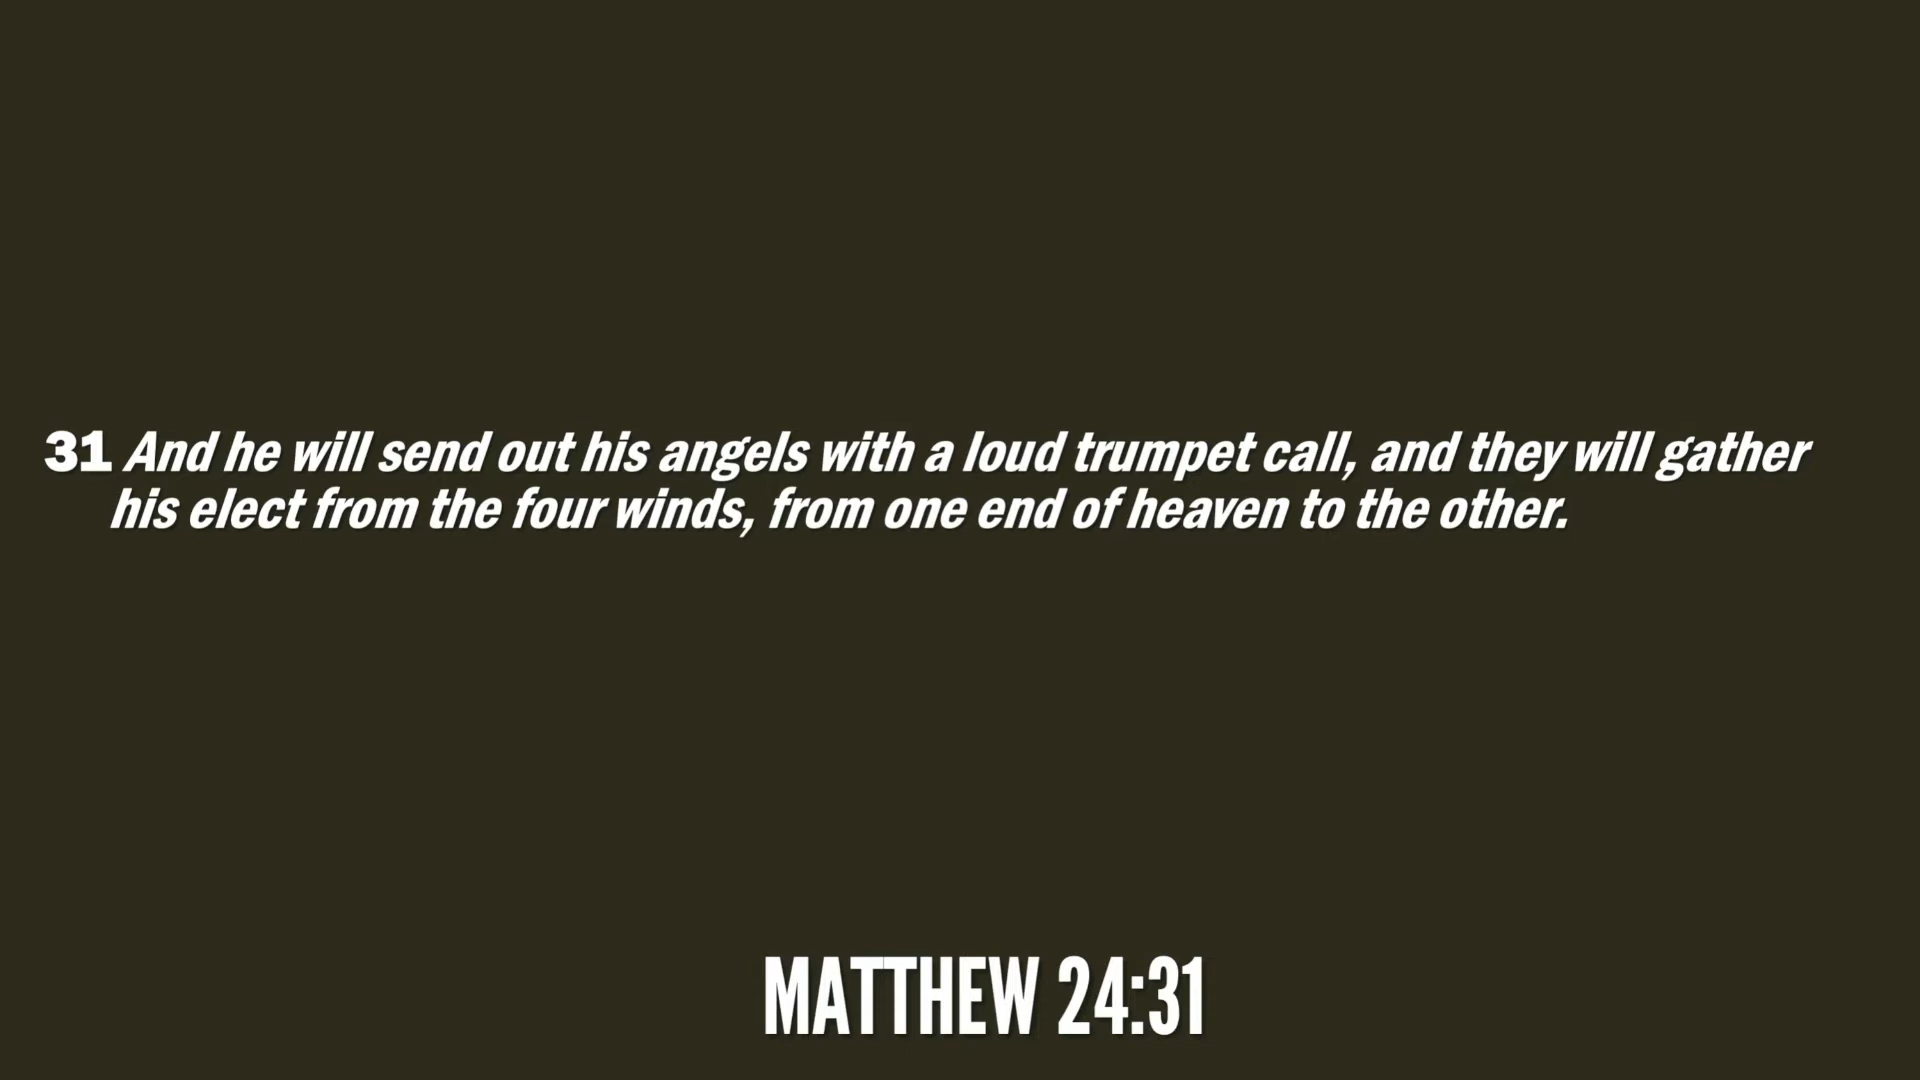 31 And he will send out his angels with a loud trumpet call, and they will gather
his elect from the four winds, from one end of heaven to the other.
MATTHEW 24:31